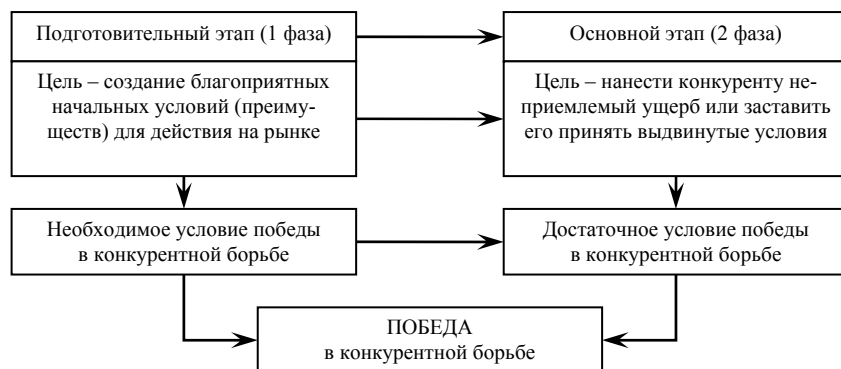 Подготовительный этап (1 фаза)
Основной этап (2 фаза)
Цель – создание благоприятных
начальных условий (преиму-
ществ) для действия на рынке
Цель – нанести конкуренту не-
приемлемый ущерб или заставить
его принять выдвинутые условия
Необходимое условие победы
в конкурентной борьбе
Достаточное условие победы
в конкурентной борьбе
ПОБЕДА
в конкурентной борьбе